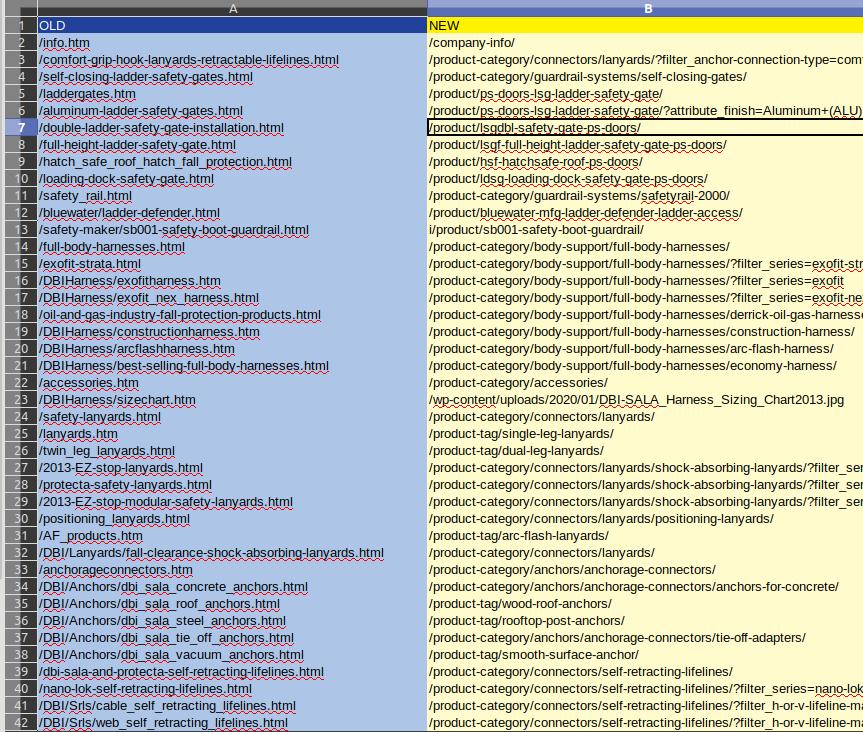 A B
1 OLD NEW
2 /info.htm /company-info/
3 /comfort-grip-hook-lanyards-retractable-lifelines.html /product-category/connectors/lanyards/?filter_anchor-connection-type=com
4 /self-closing-ladder-safety-gates.html /product-category/guardrail-systems/self-closing-gates/
5 /laddergates.htm /product/ps-doors-lsg-ladder-safety-gate/
6 /aluminum-ladder-safety-gates.html /product/ps-doors-lsg-ladder-safety-gate/?attribute_finish=Aluminum+(ALU)
7 /double-ladder-safety-gate-installation.html /product/lsgdbl-safety-gate-ps-doors/
8 /full-height-ladder-safety-gate.html /product/lsgf-full-height-ladder-safety-gate-ps-doors/
9 /hatch_safe_roof_hatch_fall_protection.html /product/hsf-hatchsafe-roof-ps-doors/
10 /loading-dock-safety-gate.html /product/ldsg-loading-dock-safety-gate-ps-doors/
11 /safety_rail.html /product-category/guardrail-systems/safetyrail-2000/
12 /bluewater/ladder-defender.html /product/bluewater-mfg-ladder-defender-ladder-access/
13 /safety-maker/sb001-safety-boot-guardrail.html i/product/sb001-safety-boot-guardrail/
14 /full-body-harnesses.html /product-category/body-support/full-body-harnesses/
15 /exofit-strata.html /product-category/body-support/full-body-harnesses/?filter_series=exofit-str
16 /DBIHarness/exofitharness.htm /product-category/body-support/full-body-harnesses/?filter_series=exofit
17 /DBIHarness/exofit_nex_harness.html /product-category/body-support/full-body-harnesses/?filter_series=exofit-ne
18 /oil-and-gas-industry-fall-protection-products.html /product-category/body-support/full-body-harnesses/derrick-oil-gas-harness
19 /DBIHarness/constructionharness.htm /product-category/body-support/full-body-harnesses/construction-harness/
20 /DBIHarness/arcflashharness.htm /product-category/body-support/full-body-harnesses/arc-flash-harness/
21 /DBIHarness/best-selling-full-body-harnesses.html /product-category/body-support/full-body-harnesses/economy-harness/
22 /accessories.htm /product-category/accessories/
23 /DBIHarness/sizechart.htm /wp-content/uploads/2020/01/DBI-SALA_Harness_Sizing_Chart2013.jpg
24 /safety-lanyards.html /product-category/connectors/lanyards/
25 /lanyards.htm /product-tag/single-leg-lanyards/
26 /twin_leg_lanyards.html /product-tag/dual-leg-lanyards/
27 /2013-EZ-stop-lanyards.html /product-category/connectors/lanyards/shock-absorbing-lanyards/?filter_ser
28 /protecta-safety-lanyards.html /product-category/connectors/lanyards/shock-absorbing-lanyards/?filter_ser
29 /2013-EZ-stop-modular-safety-lanyards.html /product-category/connectors/lanyards/shock-absorbing-lanyards/?filter_ser
30 /positioning_lanyards.html /product-category/connectors/lanyards/positioning-lanyards/
31 /AF_products.htm /product-tag/arc-flash-lanyards/
32 /DBI/Lanyards/fall-clearance-shock-absorbing-lanyards.html /product-category/connectors/lanyards/
33 /anchorageconnectors.htm /product-category/anchors/anchorage-connectors/
34 /DBI/Anchors/dbi_sala_concrete_anchors.html /product-category/anchors/anchorage-connectors/anchors-for-concrete/
35 /DBI/Anchors/dbi_sala_roof_anchors.html /product-tag/wood-roof-anchors/
36 /DBI/Anchors/dbi_sala_steel_anchors.html /product-tag/rooftop-post-anchors/
37 /DBI/Anchors/dbi_sala_tie_off_anchors.html /product-category/anchors/anchorage-connectors/tie-off-adapters/
38 /DBI/Anchors/dbi_sala_vacuum_anchors.html /product-tag/smooth-surface-anchor/
39 /dbi-sala-and-protecta-self-retracting-lifelines.html /product-category/connectors/self-retracting-lifelines/
40 /nano-lok-self-retracting-lifelines.html /product-category/connectors/self-retracting-lifelines/?filter_series=nano-lok
41 /DBI/Srls/cable_self_retracting_lifelines.html /product-category/connectors/self-retracting-lifelines/?filter_h-or-v-lifeline-ma
42 /DBI/Srls/web_self_retracting_lifelines.html /product-category/connectors/self-retracting-lifelines/?filter_h-or-v-lifeline-ma